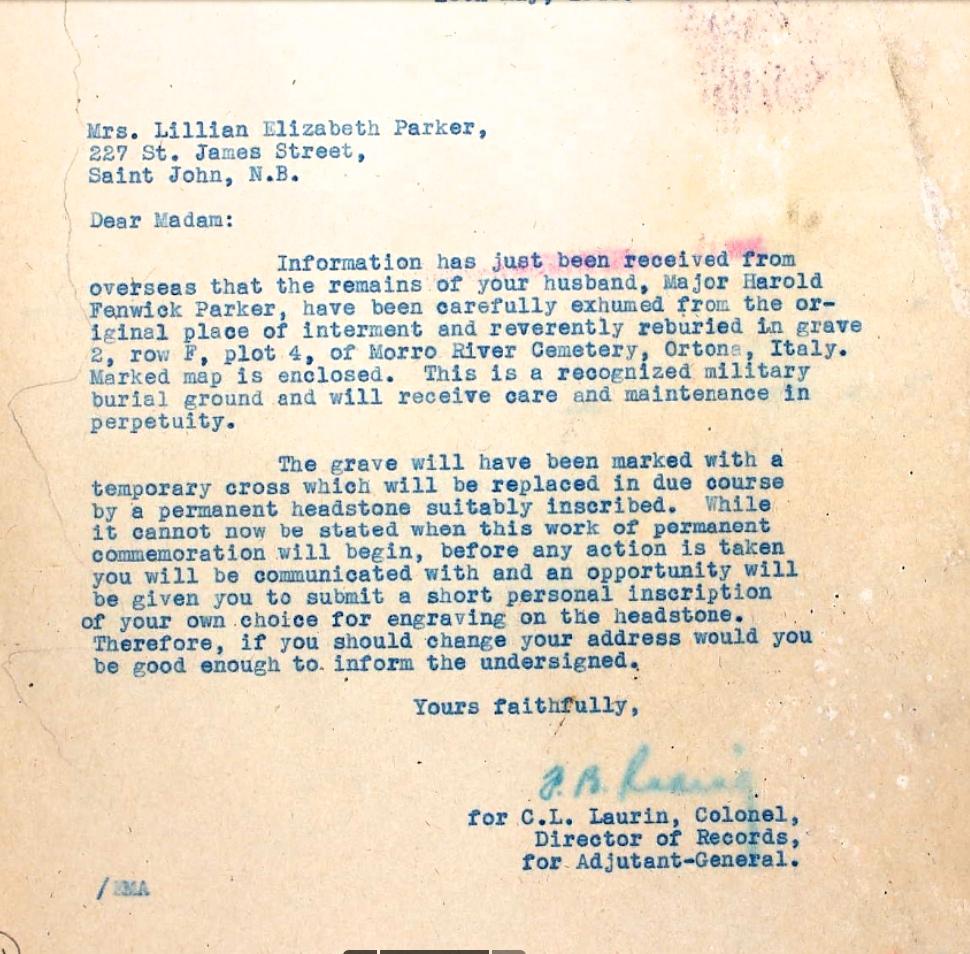 Mrs. Lillian Elizabeth Parker,
227 St. James Street,
Saint John, N.B.
Dear Madam:
Information has just been received from
overseas that the remains of your husband, Major Harold
Fenwick Parker, have been carefully exhumed from the or-
iginal place of interment and reverently reburied in grave
2, row F, plot 4, of Morro River Cemetery, Ortona, Italy.
Marked map is enclosed. This is a recognized military
burial ground and will receive care and maintenance in
perpetuity.
The grave will have been marked with a
temporary cross which will be replaced in due course
by a permanent headstone suitably inscribed. While
it cannot now be stated when this work of permanent
commemoration will begin, before any action is taken
you will be communicated with and an opportunity will
be given you to submit a short personal inscription
of your own choice for engraving on the headstone.
Therefore, if you should change your address would you
be good enough to inform the undersigned.
Yours faithfully,
for C.L. Laurin, Colonel,
Director of Records,
for Adjutant-General.